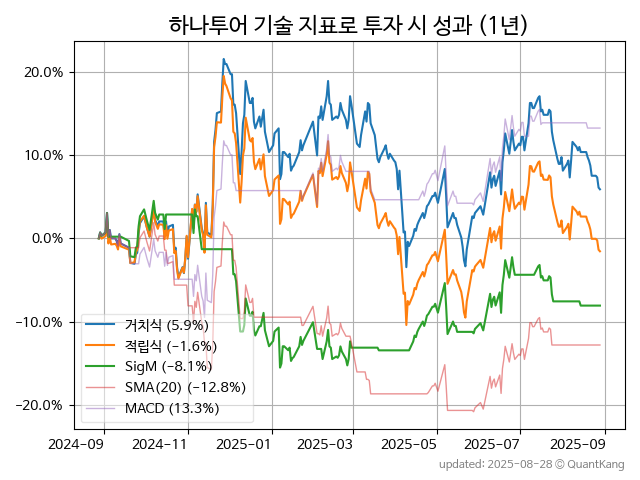 하나투어 기술 지표로 투자 시 성과 (1년)
20.0%
10.0%
0.0%
−10.0%
−20.0%
거치식 (5.9%)
적립식 (−1.6%)
SigM (−8.1%)
SMA(20) (−12.8%)
MACD (13.3%)
2024-09 2024-11 2025-01 2025-03 2025-05 2025-07 2025-09
updated: 2025-08-28 ⓒ QuantKang